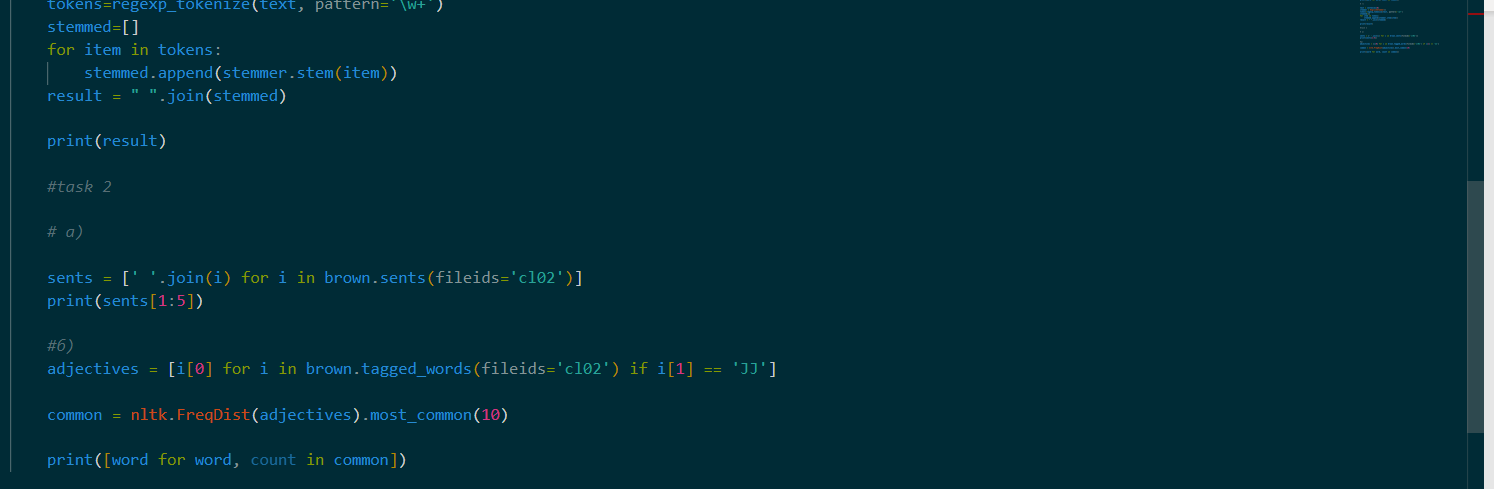 tokens=regexp_tokenize(text, pattern='\w+')
stemmed=[]
for item in tokens:
    stemmed.append(stemmer.stem(item))
result = " ".join(stemmed)

print(result)

#task 2

# a)

sents = [' '.join(i) for i in brown.sents(fileids='cl02')]
print(sents[1:5])

#б)
adjectives = [i[0] for i in brown.tagged_words(fileids='cl02') if i[1] == 'JJ']

common = nltk.FreqDist(adjectives).most_common(10)

print([word for word, count in common])